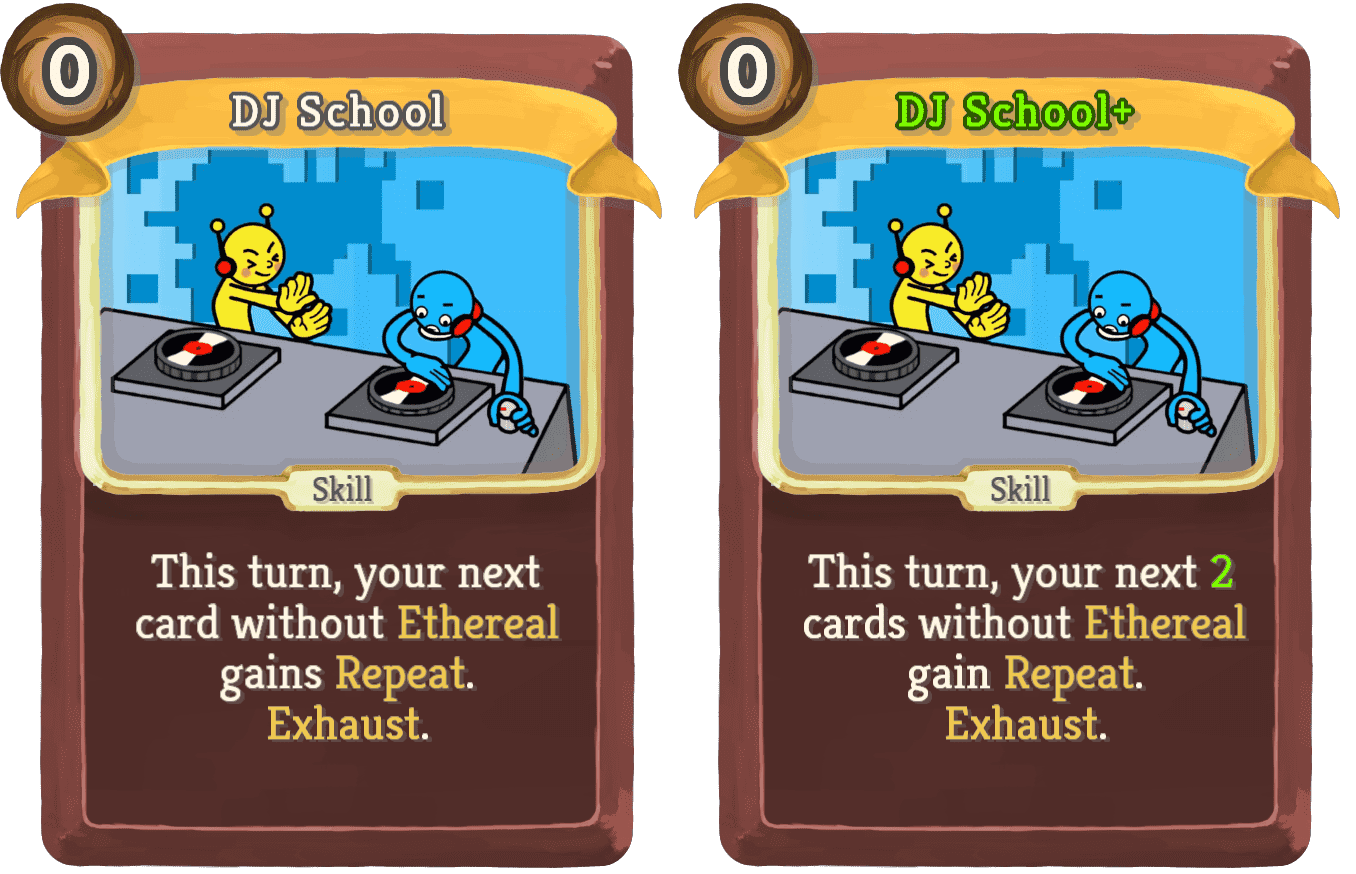 0
DJ School
Skill
This turn, your next
card without Ethereal
gains Repeat.
Exhaust.
0
DJ School+
Skill
This turn, your next 2
cards without Ethereal
gain Repeat.
Exhaust.